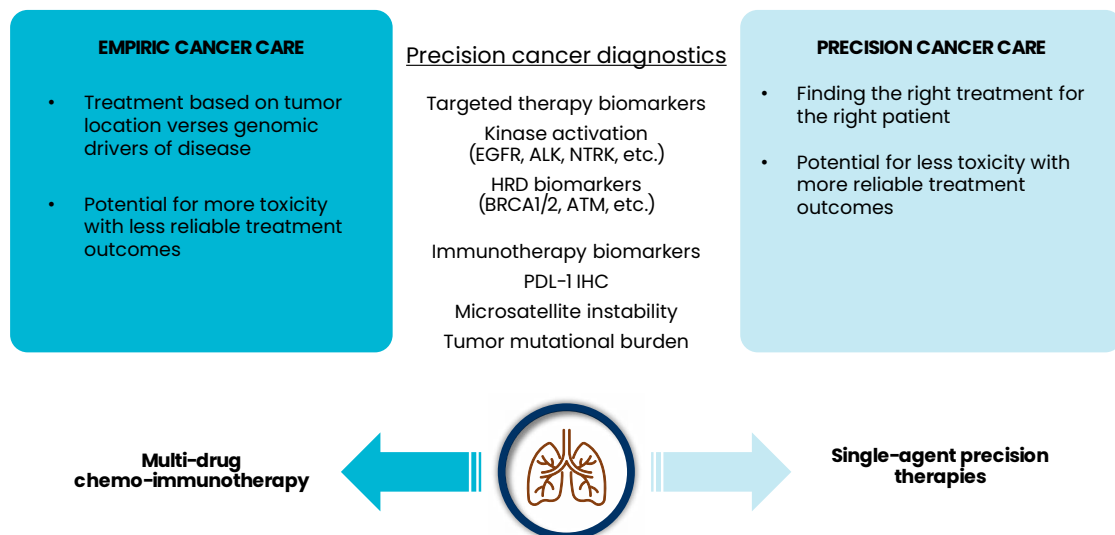 EMPIRIC CANCER CARE
• Treatment based on tumor
location verses genomic
drivers of disease
• Potential for more toxicity
with less reliable treatment
outcomes
Precision cancer diagnostics
Targeted therapy biomarkers
Kinase activation
(EGFR, ALK, NTRK, etc.)
HRD biomarkers
(BRCA1/2, ATM, etc.)
Immunotherapy biomarkers
PDL-1 IHC
Microsatellite instability
Tumor mutational burden
PRECISION CANCER CARE
• Finding the right treatment for
the right patient
• Potential for less toxicity with
more reliable treatment
outcomes
Multi-drug
chemo-immunotherapy
Single-agent precision
therapies